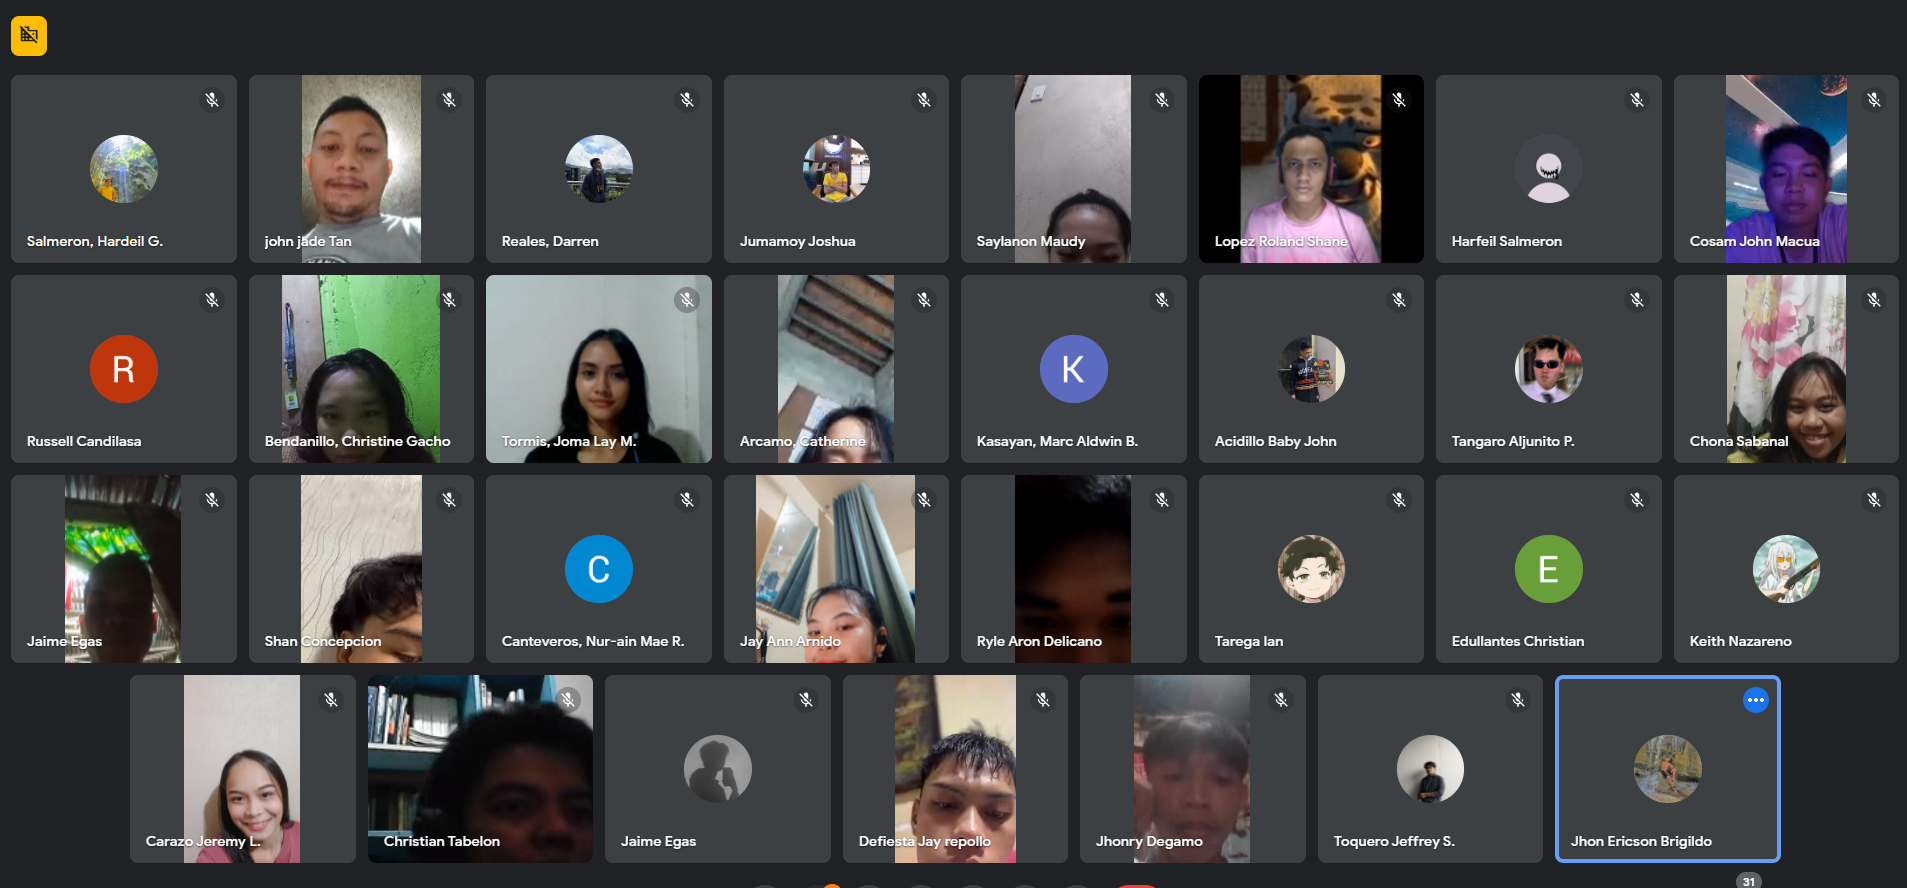 Salmeron, Hardeil G.
john jade Tan
Reales, Darren
Jumamoy Joshua
Saylanon Maudy
Lopez Roland Shane
Harfeil Salmeron
Cosam John Macua
R
Russell Candilasa
Bendanillo, Christine Gacho
Tormis, Joma Lay M.
Arcamo, Catherine
K
Kasayan, Marc Aldwin B.
Acidillo Baby John
Tangaro Aljunito P.
Chona Sabanal
Jaime Egas
Shan Concepcion
C
Canteveros, Nur-ain Mae R.
Jay Ann Arnido
Ryle Aron Delicano
Tarega Ian
E
Edullantes Christian
Keith Nazareno
Carazo Jeremy L.
Christian Tabelon
Jaime Egas
Defiesta Jay repollo
Jhonry Degamo
Toquero Jeffrey S.
Jhon Ericson Brigildo
31